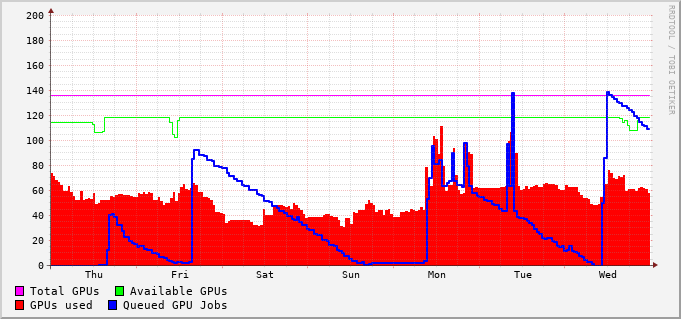 200
180
160
140
120
100
80
60
40
20
0
Thu Fri Sat Sun Mon Tue Wed
Total GPUs Available GPUs
GPUs used Queued GPU Jobs
RRDTOOL / TOBI OETIKER